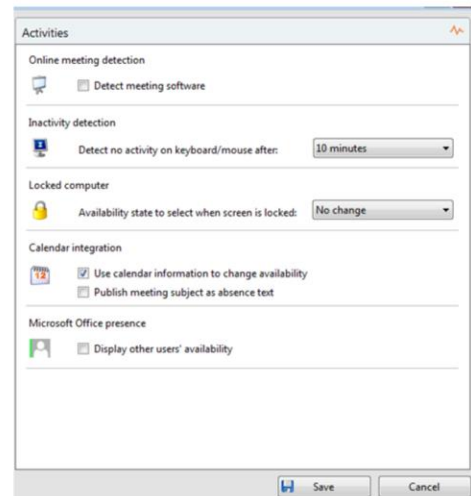 Activities
Online meeting detection
Detect meeting software
Inactivity detection
Detect no activity on keyboard/mouse after: 10 minutes
Locked computer
Availability state to select when screen is locked: No change
Calendar integration
12
Use calendar information to change availability
Publish meeting subject as absence text
Microsoft Office presence
Display other users' availability
Save Cancel